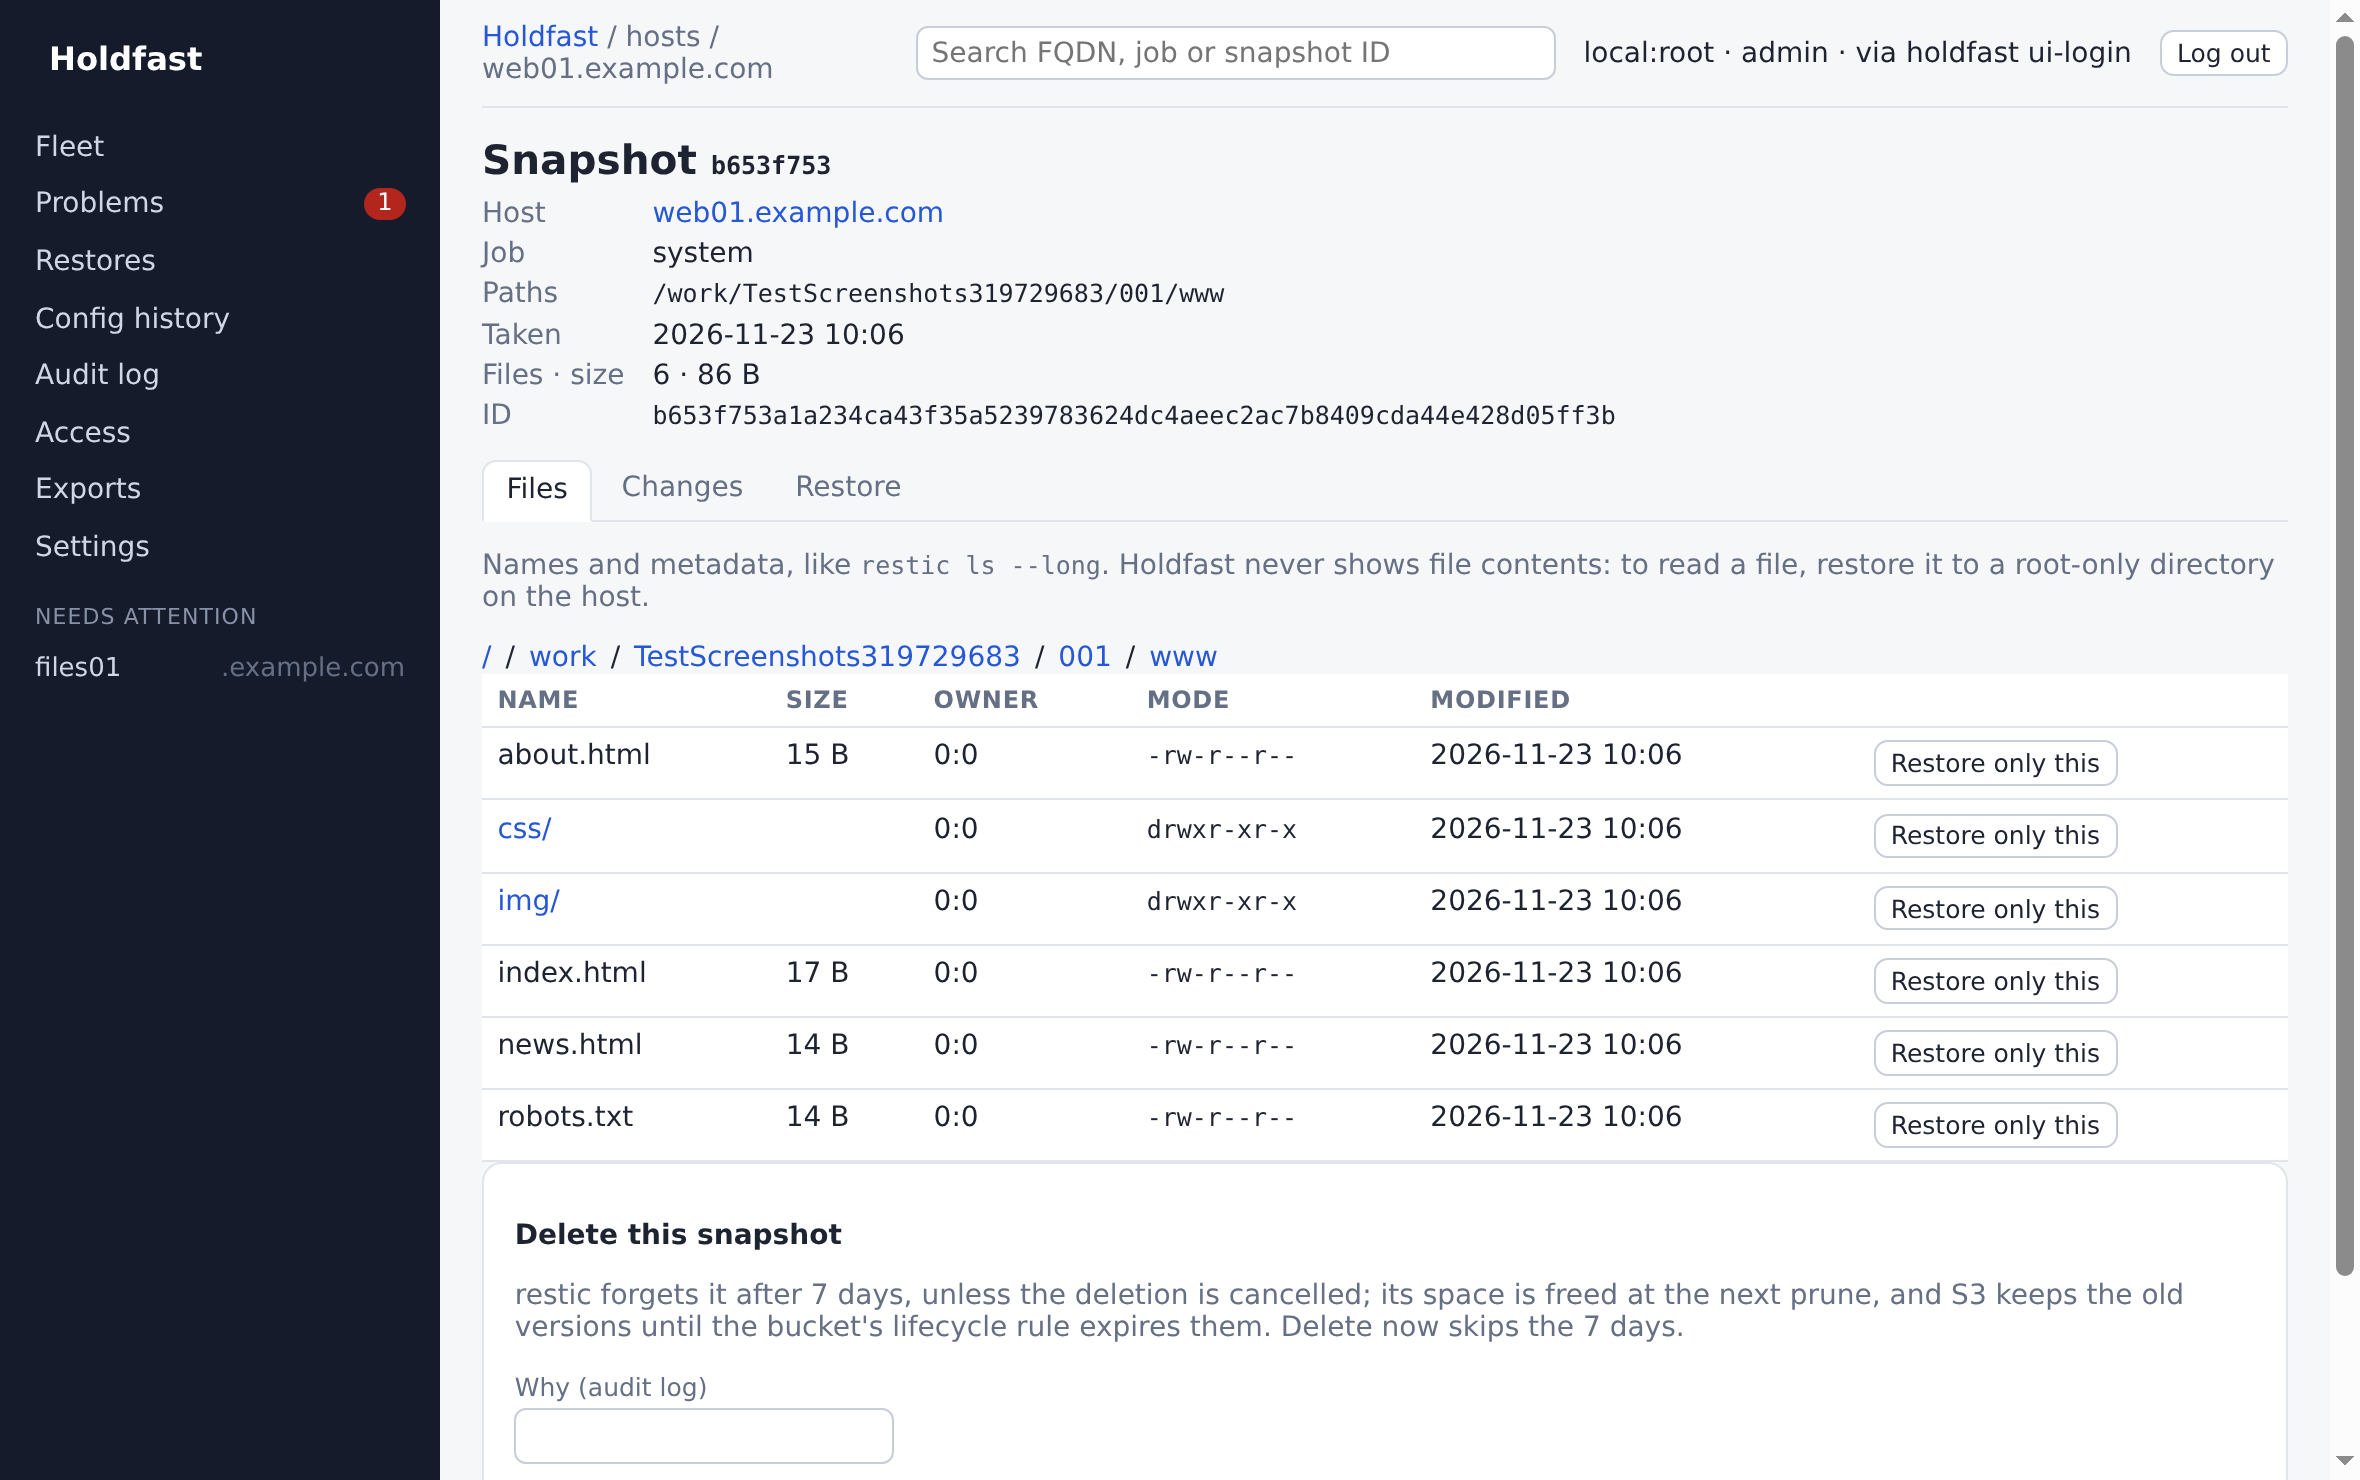 Holdfast
Fleet
Problems 1
Restores
Config history
Audit log
Access
Exports
Settings
NEEDS ATTENTION
files01 .example.com
Holdfast / hosts /
web01.example.com
Search FQDN, job or snapshot ID
local:root · admin · via holdfast ui-login
Log out
Snapshot b653f753
Host web01.example.com
Job system
Paths /work/TestScreenshots319729683/001/www
Taken 2026-11-23 10:06
Files · size 6 · 86 B
ID b653f753a1a234ca43f35a5239783624dc4aeec2ac7b8409cda44e428d05ff3b
Files Changes Restore
Names and metadata, like restic ls --long. Holdfast never shows file contents: to read a file, restore it to a root-only directory
on the host.
/ / work / TestScreenshots319729683 / 001 / www
NAME SIZE OWNER MODE MODIFIED
about.html 15 B 0:0 -rw-r--r-- 2026-11-23 10:06 Restore only this
css/ 0:0 drwxr-xr-x 2026-11-23 10:06 Restore only this
img/ 0:0 drwxr-xr-x 2026-11-23 10:06 Restore only this
index.html 17 B 0:0 -rw-r--r-- 2026-11-23 10:06 Restore only this
news.html 14 B 0:0 -rw-r--r-- 2026-11-23 10:06 Restore only this
robots.txt 14 B 0:0 -rw-r--r-- 2026-11-23 10:06 Restore only this
Delete this snapshot
restic forgets it after 7 days, unless the deletion is cancelled; its space is freed at the next prune, and S3 keeps the old
versions until the bucket's lifecycle rule expires them. Delete now skips the 7 days.
Why (audit log)